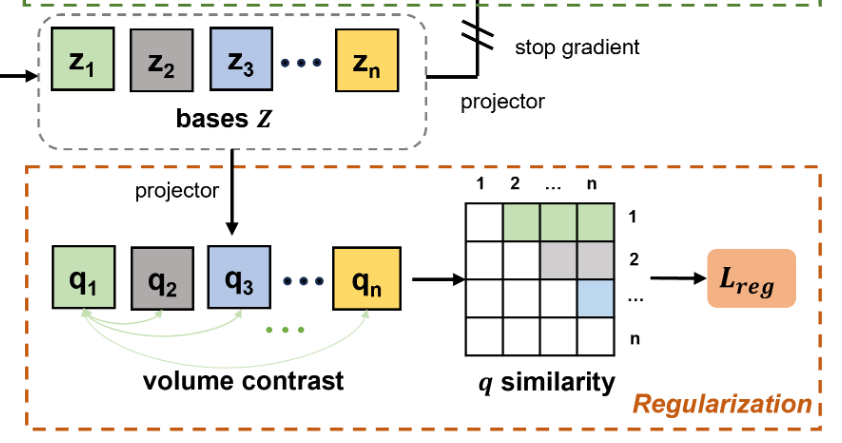 z1 z2 z3 ••• zn
stop gradient
projector
bases Z
projector
1 2 ... n
1
2
...
n
q1 q2 q3 ••• qn
Lreg
•••
volume contrast
q similarity
Regularization